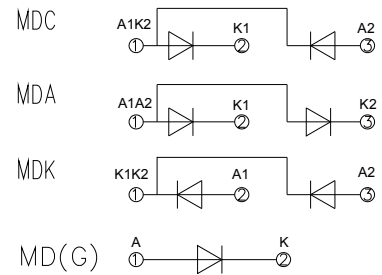 MDC A1K2 K1 A2
① ② ③
MDA A1A2 K1 K2
① ② ③
MDK K1K2 A1 A2
① ② ③
MD(G) A K
① ②